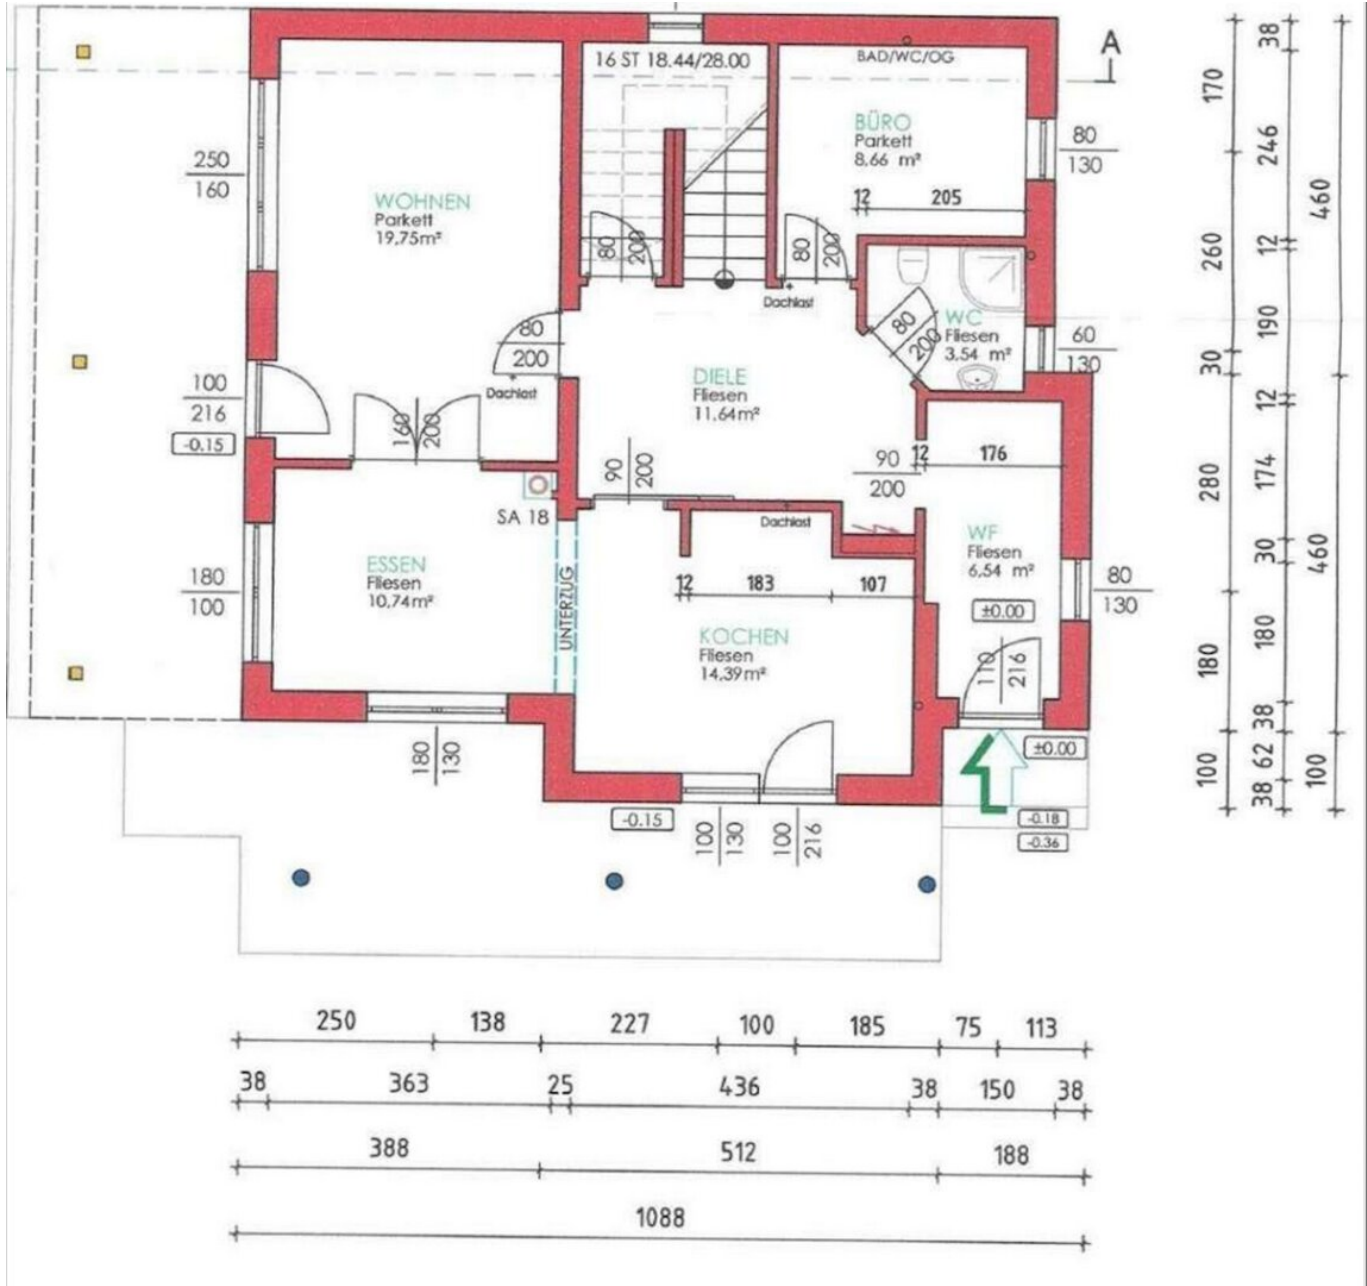 16 ST 18.44/28.00
BAD/WC/OG
A
BÜRO
Parkett
8,66 m²
12
205
80
130
250
160
WOHNEN
Parkett
19,75m²
80
200
80
200
Dachlast
WC
Fliesen
3,54 m²
80
200
60
130
80
200
Dachlast
DIELE
Fliesen
11,64m²
100
216
-0.15
160
200
90
200
90
200
12
176
SA 18
Dachlast
WF
Fliesen
6,54 m²
±0.00
110
216
80
130
ESSEN
Fliesen
10,74m²
180
100
UNTERZUG
12
183
107
KOCHEN
Fliesen
14,39m²
180
130
-0.15
100
130
100
216
±0.00
-0.18
-0.36
170
260
30
280
180
100
38
246
12
190
12
174
30
180
38
62
38
460
460
100
250
138
227
100
185
75
113
38
363
25
436
38
150
38
388
512
188
1088